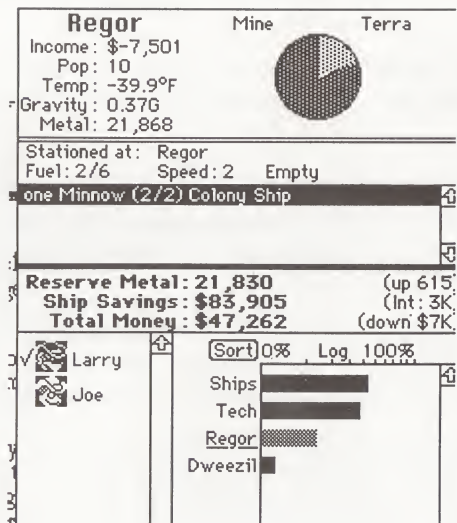 Regor
Mine Terra
Income: $-7,501
Pop: 10
Temp: -39.9°F
Gravity: 0.37G
Metal: 21,868
Stationed at: Regor
Fuel: 2/6 Speed: 2 Empty
one Minnow (2/2) Colony Ship
Reserve Metal: 21,830 (up 615
Ship Savings: $83,905 (Int: 3K
Total Money: $47,262 (down $7K
√ Larry
Joe
Sort 0% Log 100%
Ships
Tech
Regor
Dweezil